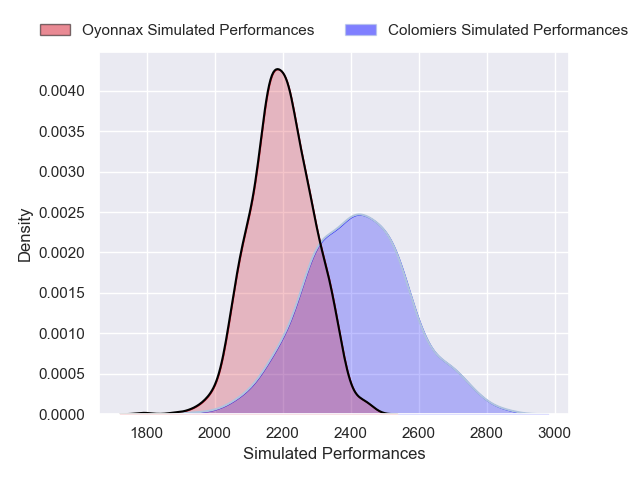 Oyonnax Simulated Performances Colomiers Simulated Performances
Density
0.0040
0.0035
0.0030
0.0025
0.0020
0.0015
0.0010
0.0005
0.0000
1800 2000 2200 2400 2600 2800 3000
Simulated Performances